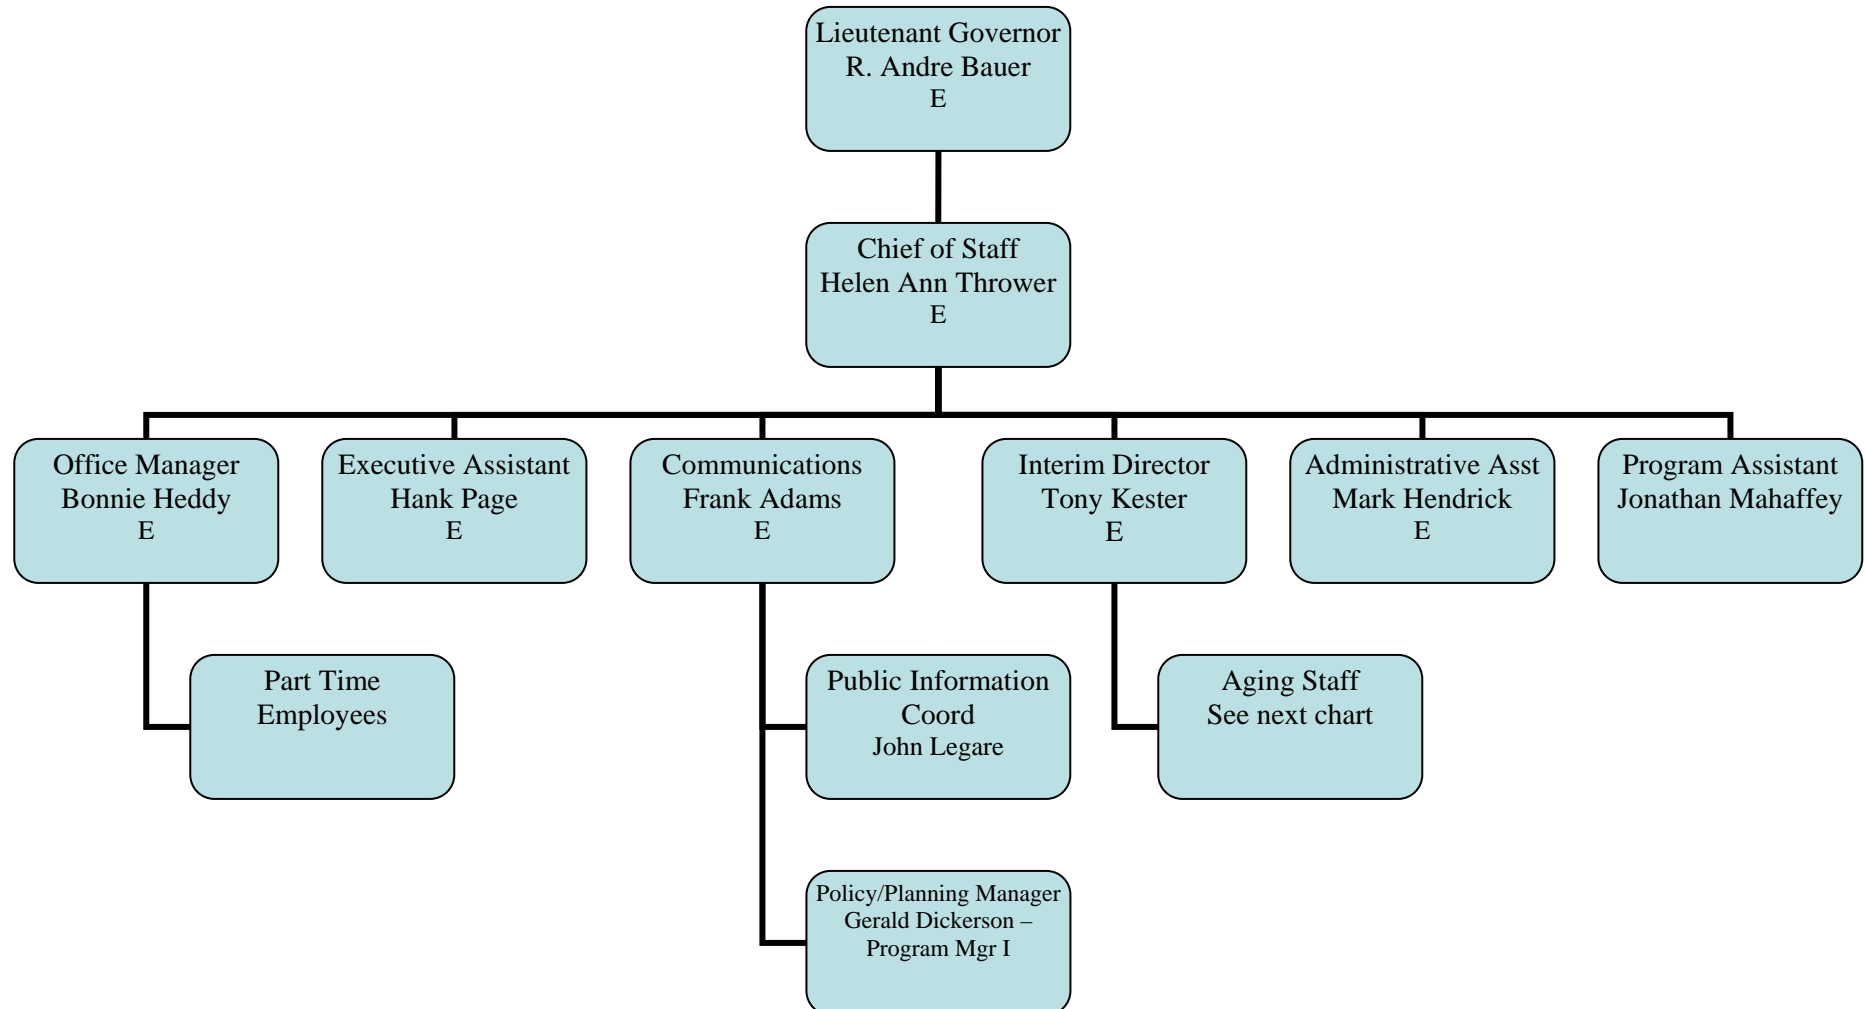 Lieutenant Governor
R. Andre Bauer
E
Chief of Staff
Helen Ann Thrower
E
Office Manager
Bonnie Heddy
E
Executive Assistant
Hank Page
E
Communications
Frank Adams
E
Interim Director
Tony Kester
E
Administrative Asst
Mark Hendrick
E
Program Assistant
Jonathan Mahaffey
Part Time
Employees
Public Information
Coord
John Legare
Aging Staff
See next chart
Policy/Planning Manager
Gerald Dickerson –
Program Mgr I